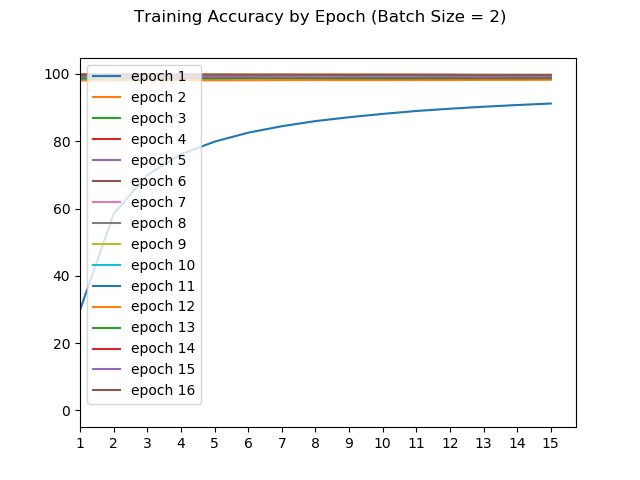 Training Accuracy by Epoch (Batch Size = 2)
100
80
60
40
20
0
epoch 1
epoch 2
epoch 3
epoch 4
epoch 5
epoch 6
epoch 7
epoch 8
epoch 9
epoch 10
epoch 11
epoch 12
epoch 13
epoch 14
epoch 15
epoch 16
1 2 3 4 5 6 7 8 9 10 11 12 13 14 15